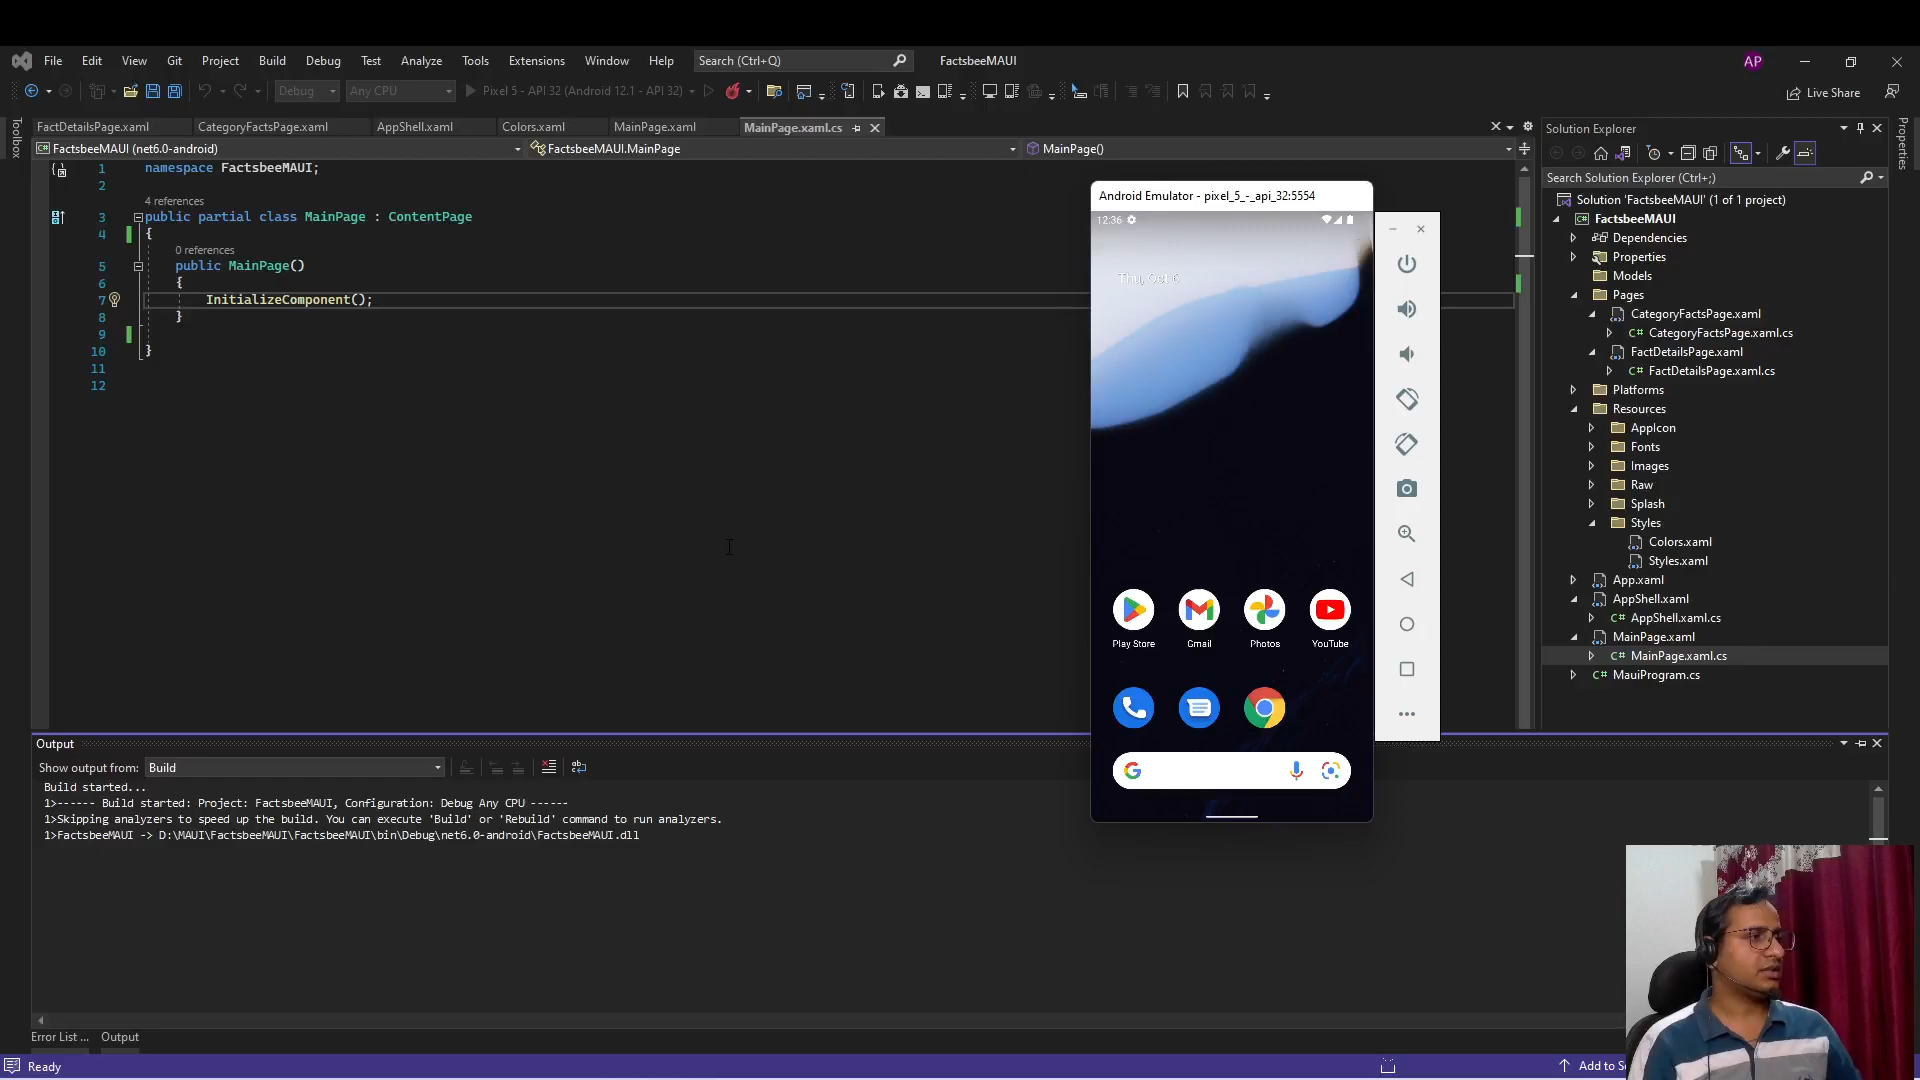 File Edit View Git Project Build Debug Test Analyze Tools Extensions Window Help Search (Ctrl+Q) FactsbeeMAUI AP
Debug Any CPU Pixel 5 - API 32 (Android 12.1 - API 32) Live Share
Toolbox
FactDetailsPage.xaml CategoryFactsPage.xaml AppShell.xaml Colors.xaml MainPage.xaml MainPage.xaml.cs
FactsbeeMAUI (net6.0-android) FactsbeeMAUI.MainPage MainPage()
1 namespace FactsbeeMAUI;
2
4 references
3 public partial class MainPage : ContentPage
4 {
0 references
5 public MainPage()
6 {
7 InitializeComponent();
8 }
9
10 }
11
12
Android Emulator - pixel_5_-_api_32:5554
12:36
Thu, Oct 6
Play Store Gmail Photos YouTube
Solution Explorer
Properties
Search Solution Explorer (Ctrl+;)
Solution 'FactsbeeMAUI' (1 of 1 project)
FactsbeeMAUI
Dependencies
Properties
Models
Pages
CategoryFactsPage.xaml
C# CategoryFactsPage.xaml.cs
FactDetailsPage.xaml
C# FactDetailsPage.xaml.cs
Platforms
Resources
AppIcon
Fonts
Images
Raw
Splash
Styles
Colors.xaml
Styles.xaml
App.xaml
AppShell.xaml
C# AppShell.xaml.cs
MainPage.xaml
C# MainPage.xaml.cs
C# MauiProgram.cs
Output
Show output from: Build
Build started...
1>------ Build started: Project: FactsbeeMAUI, Configuration: Debug Any CPU ------
1>Skipping analyzers to speed up the build. You can execute 'Build' or 'Rebuild' command to run analyzers.
1>FactsbeeMAUI -> D:\MAUI\FactsbeeMAUI\FactsbeeMAUI\bin\Debug\net6.0-android\FactsbeeMAUI.dll
Error List ... Output
Ready
Add to S